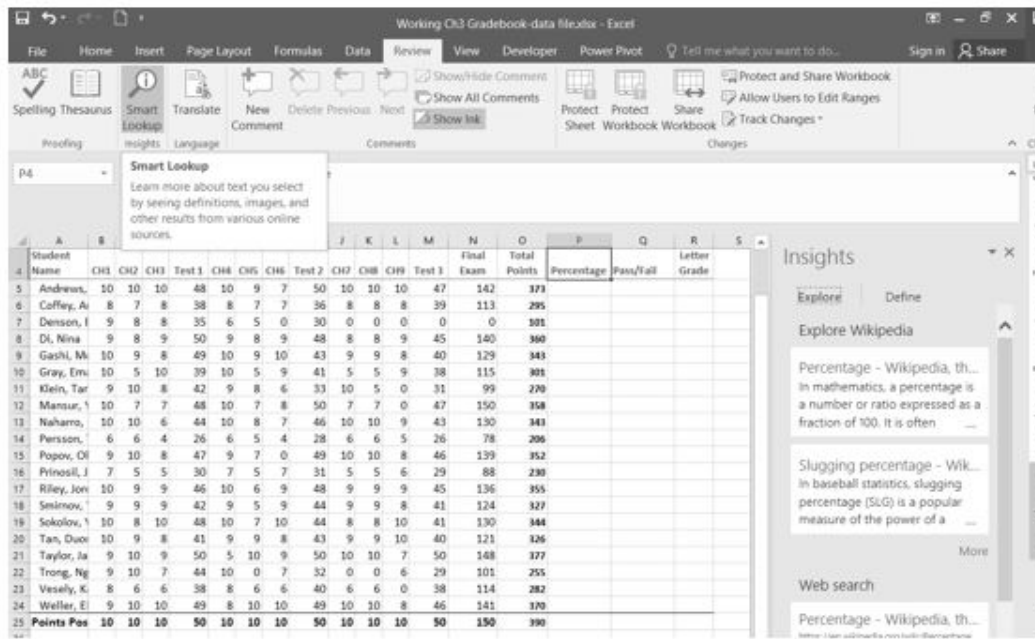 Working Ch3 Gradebook-data file.xlsx - Excel
File Home Insert Page Layout Formulas Data Review View Developer Power Pivot Tell me what you want to do... Sign in Share
ABC
Spelling Thesaurus Smart Lookup Translate New Comment Delete Previous Next
Show/Hide Comment
Show All Comments
Show Ink
Protect Sheet Protect Workbook Share Workbook
Protect and Share Workbook
Allow Users to Edit Ranges
Track Changes
Proofing Insights Language Comments Changes
P4
Smart Lookup
Learn more about text you select
by seeing definitions, images, and
other results from various online
sources.
A B J K L M N O P Q R S
4 Student Name CH1 CH2 CH3 Test 1 CH4 CH5 CH6 Test 2 CH7 CH8 CH9 Test 3 Final Exam Total Points Percentage Pass/Fail Letter Grade
5 Andrews, 10 10 10 48 10 9 7 50 10 10 10 47 142 373
6 Coffey, A 8 7 8 38 8 7 7 36 8 8 8 39 113 295
7 Denson, 9 8 8 35 6 5 0 30 0 0 0 0 0 101
8 Di, Nina 9 8 9 50 9 8 9 48 8 8 9 45 140 360
9 Gashi, M 10 9 8 49 10 9 10 43 9 9 8 40 129 343
10 Gray, Em 10 5 10 39 10 5 9 41 5 5 9 38 115 301
11 Klein, Tar 9 10 8 42 9 8 6 33 10 5 0 31 99 270
12 Mansur, 10 7 7 48 10 7 8 50 7 7 0 47 150 358
13 Naharro, 10 10 6 44 10 8 7 46 10 10 9 43 130 343
14 Persson, 6 6 4 26 6 5 4 28 6 6 5 26 78 206
15 Popov, Ol 9 10 8 47 9 7 0 49 10 10 8 46 139 352
16 Prinosil, J 7 5 5 30 7 5 7 31 5 5 6 29 88 230
17 Riley, Jon 10 9 9 46 10 6 9 48 9 9 9 45 136 355
18 Smirnov, 9 9 9 42 9 5 9 44 9 9 8 41 124 327
19 Sokolov, 10 8 10 48 10 7 10 44 8 8 10 41 130 344
20 Tan, Duo 10 9 8 41 9 9 8 43 9 9 10 40 121 326
21 Taylor, Ja 9 10 9 50 5 10 9 50 10 10 7 50 148 377
22 Trong, Ng 9 10 7 44 10 0 7 32 0 0 6 29 101 255
23 Vesely, K 8 6 6 38 8 6 6 40 6 6 0 38 114 282
24 Weller, E 9 10 10 49 8 10 10 49 10 10 8 46 141 370
25 Points Pos 10 10 10 50 10 10 10 50 10 10 10 50 150 390
Insights
Explore Define
Explore Wikipedia
Percentage - Wikipedia, th...
In mathematics, a percentage is
a number or ratio expressed as a
fraction of 100. It is often ...
Slugging percentage - Wik...
In baseball statistics, slugging
percentage (SLG) is a popular
measure of the power of a ...
More
Web search
Percentage - Wikipedia, th...